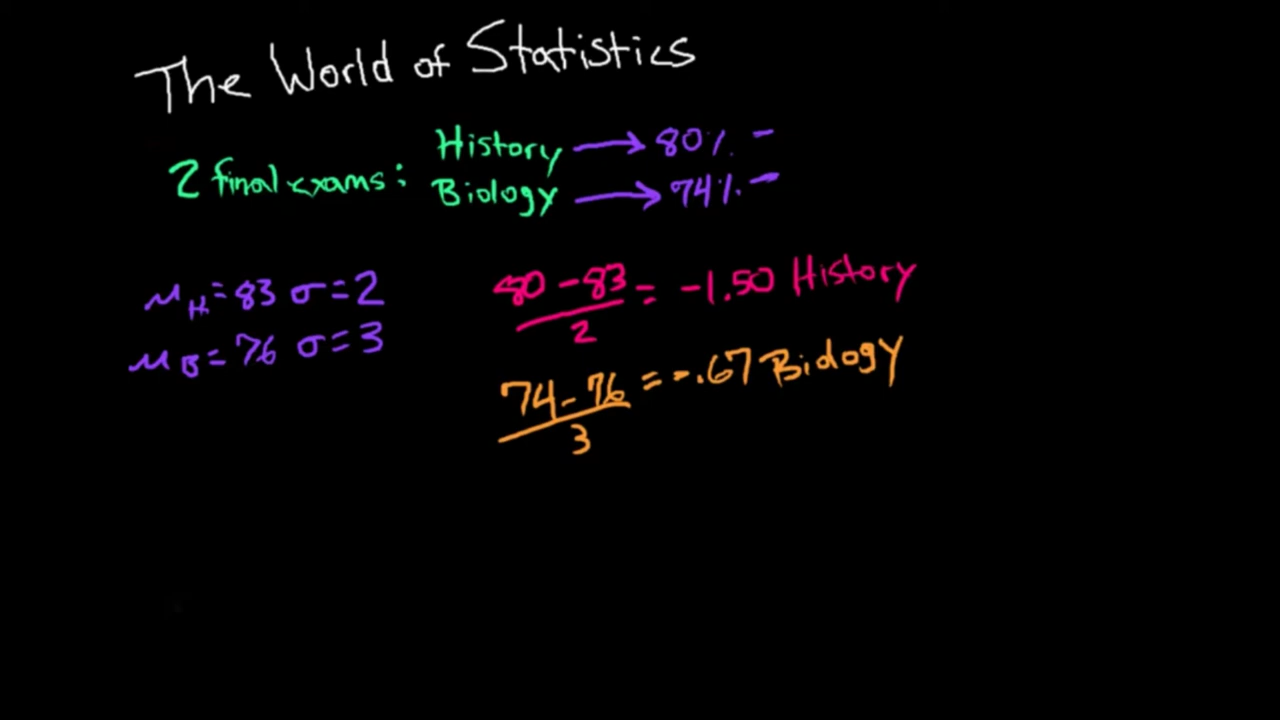 The World of Statistics
2 final exams: History → 80% -
Biology → 74% -
μH = 83 σ = 2
μB = 76 σ = 3
80 - 83 = -1.50 History
2
74 - 76 = -.67 Biology
3